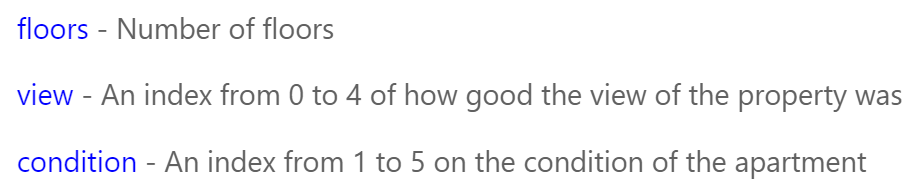 floors - Number of floors
view - An index from 0 to 4 of how good the view of the property was
condition - An index from 1 to 5 on the condition of the apartment